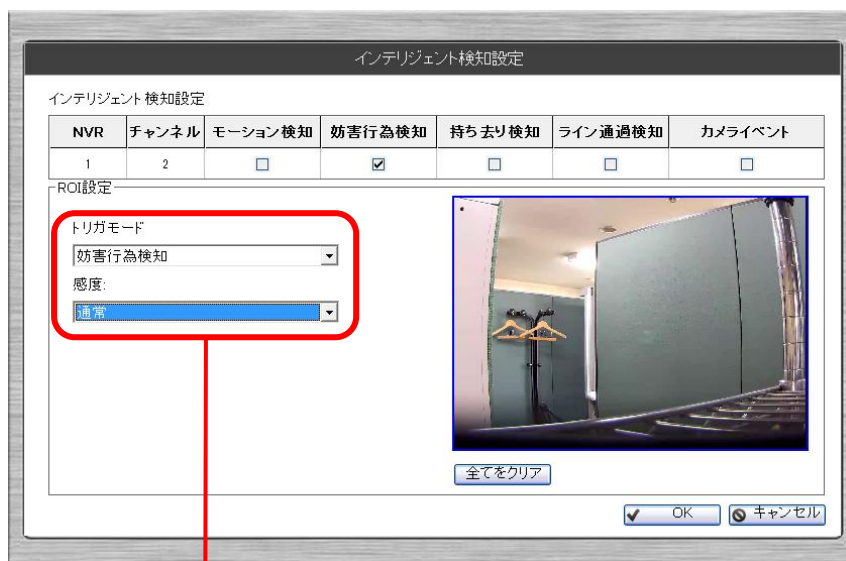 インテリジェント検知設定
インテリジェント検知設定
NVR チャンネル モーション検知 妨害行為検知 持ち去り検知 ライン通過検知 カメライベント
1 2
ROI設定
トリガモード
妨害行為検知
感度:
通常
全てをクリア
OK キャンセル